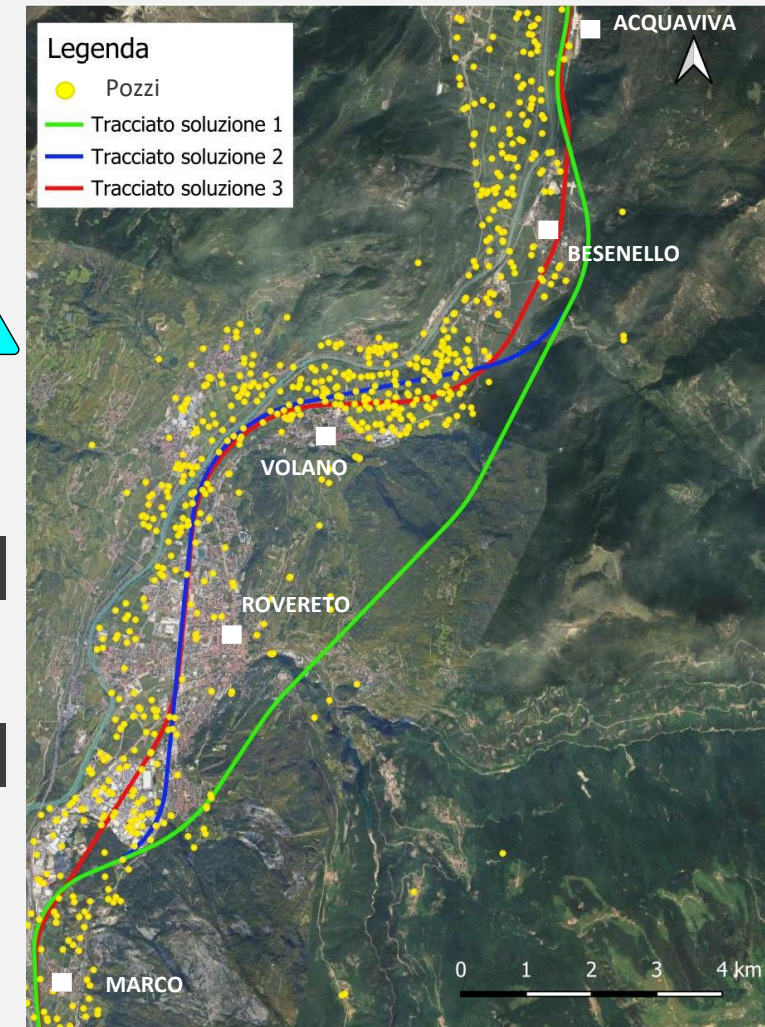 Legenda
Pozzi
Tracciato soluzione 1
Tracciato soluzione 2
Tracciato soluzione 3
ACQUAVIVA
BESENELLO
VOLANO
ROVERETO
MARCO
0 1 2 3 4 km